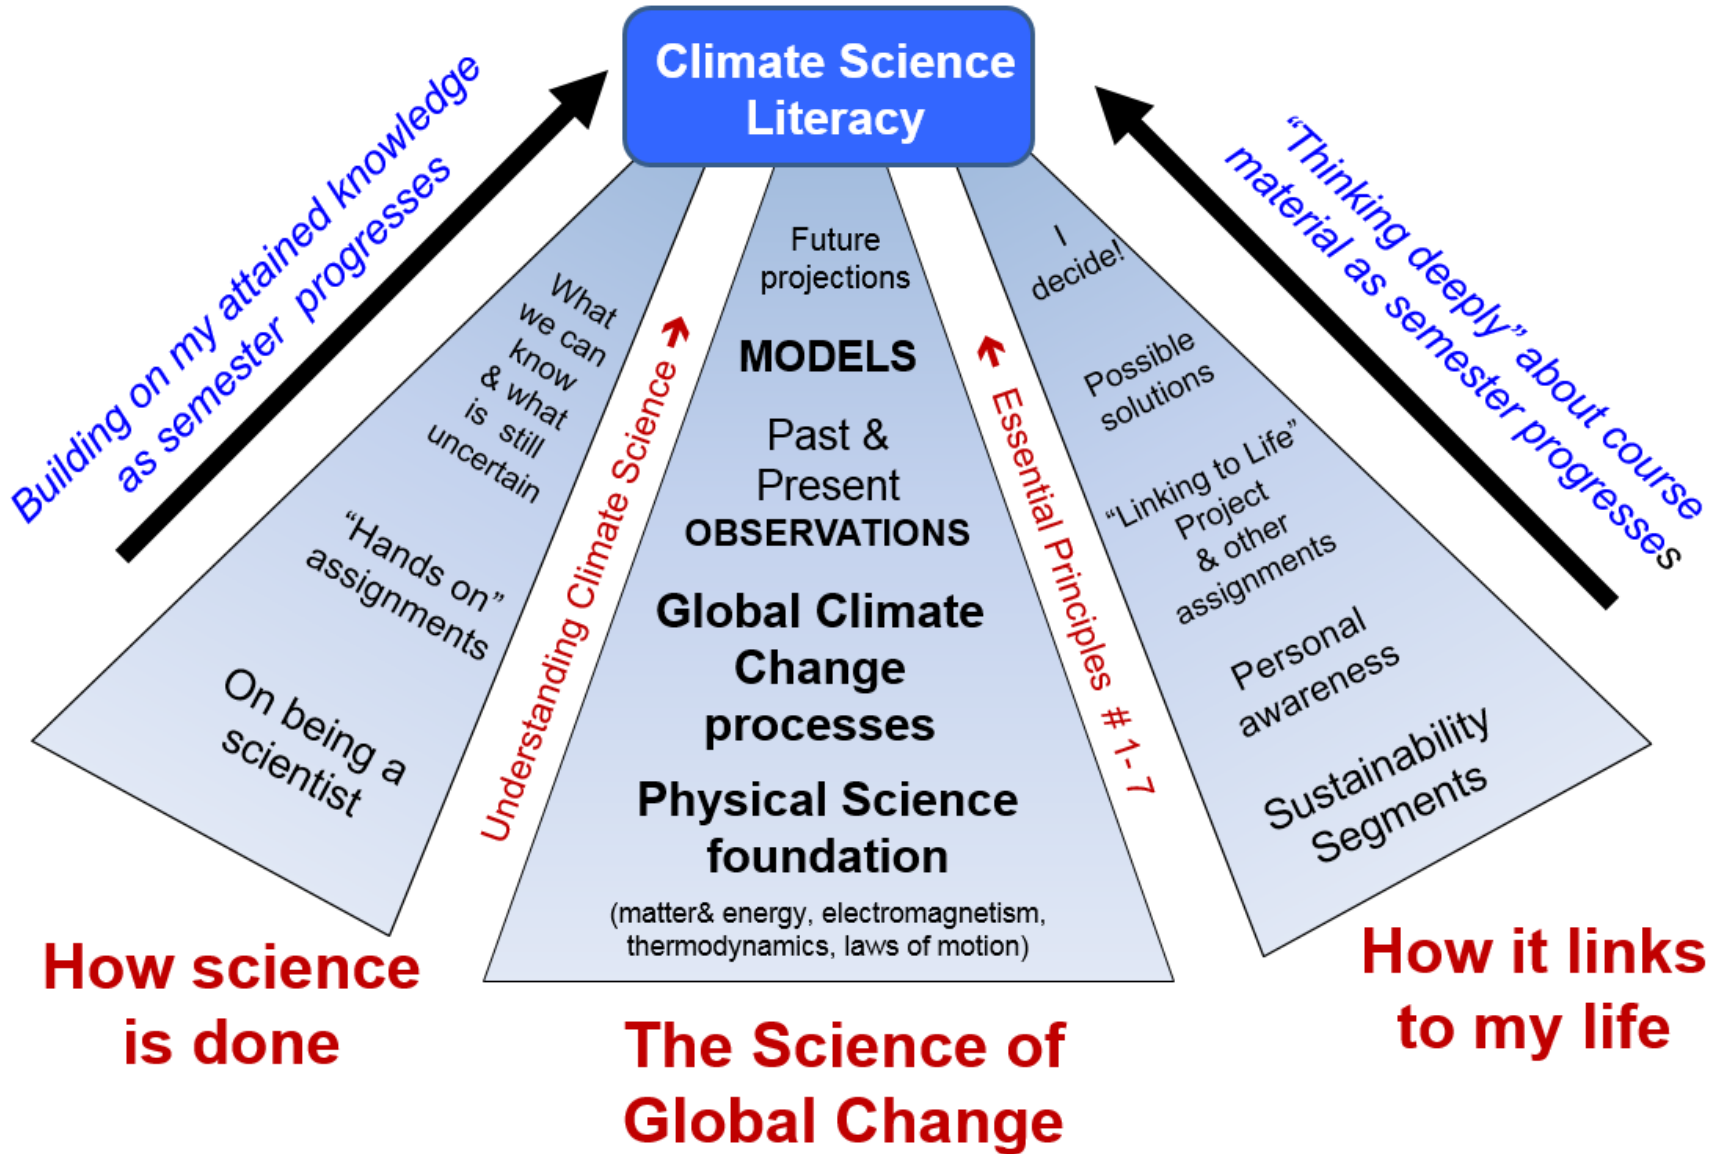 Climate Science
Literacy
Building on my attained knowledge
as semester progresses
“Thinking deeply” about course
material as semester progresses
What
we can
know
& what
is still
uncertain
“Hands on”
assignments
On being a
scientist
Understanding Climate Science ➔
Future
projections
MODELS
Past &
Present
OBSERVATIONS
Global Climate
Change
processes
Physical Science
foundation
(matter& energy, electromagnetism,
thermodynamics, laws of motion)
➔ Essential Principles # 1- 7
I
decide!
Possible
solutions
“Linking to Life”
Project
& other
assignments
Personal
awareness
Sustainability
Segments
How science
is done
The Science of
Global Change
How it links
to my life